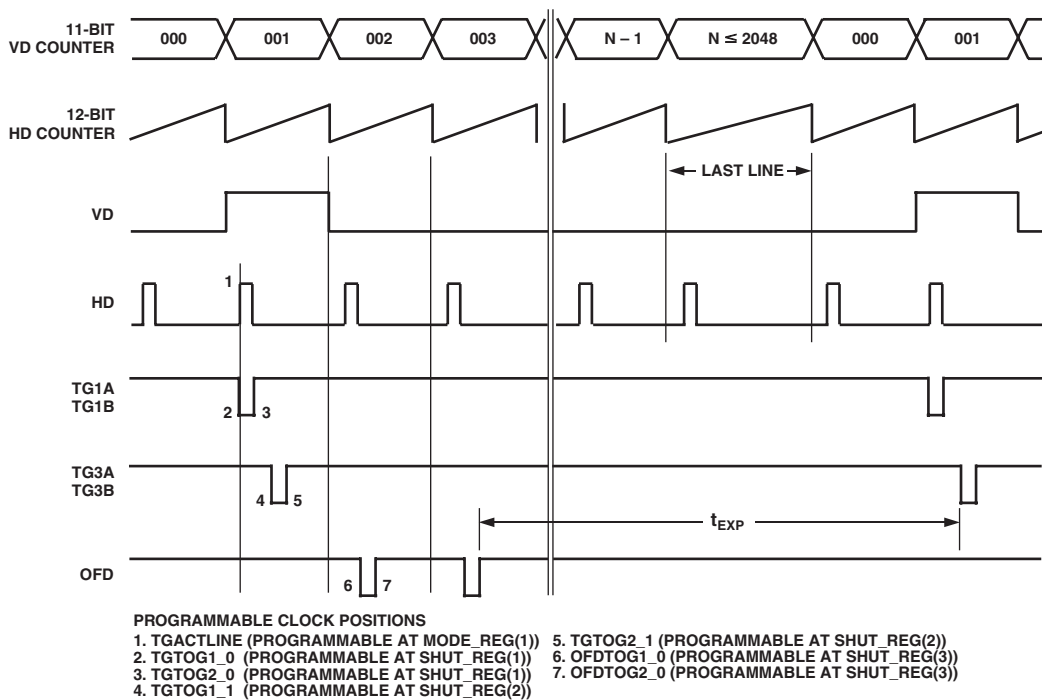 11-BIT
VD COUNTER
000 001 002 003 N – 1 N ≤ 2048 000 001
12-BIT
HD COUNTER
LAST LINE
VD
1
HD
TG1A
TG1B
2 3
TG3A
TG3B
4 5
tEXP
OFD
6 7
PROGRAMMABLE CLOCK POSITIONS
1. TGACTLINE (PROGRAMMABLE AT MODE_REG(1))
2. TGTOG1_0 (PROGRAMMABLE AT SHUT_REG(1))
3. TGTOG2_0 (PROGRAMMABLE AT SHUT_REG(1))
4. TGTOG1_1 (PROGRAMMABLE AT SHUT_REG(2))
5. TGTOG2_1 (PROGRAMMABLE AT SHUT_REG(2))
6. OFDTOG1_0 (PROGRAMMABLE AT SHUT_REG(3))
7. OFDTOG2_0 (PROGRAMMABLE AT SHUT_REG(3))